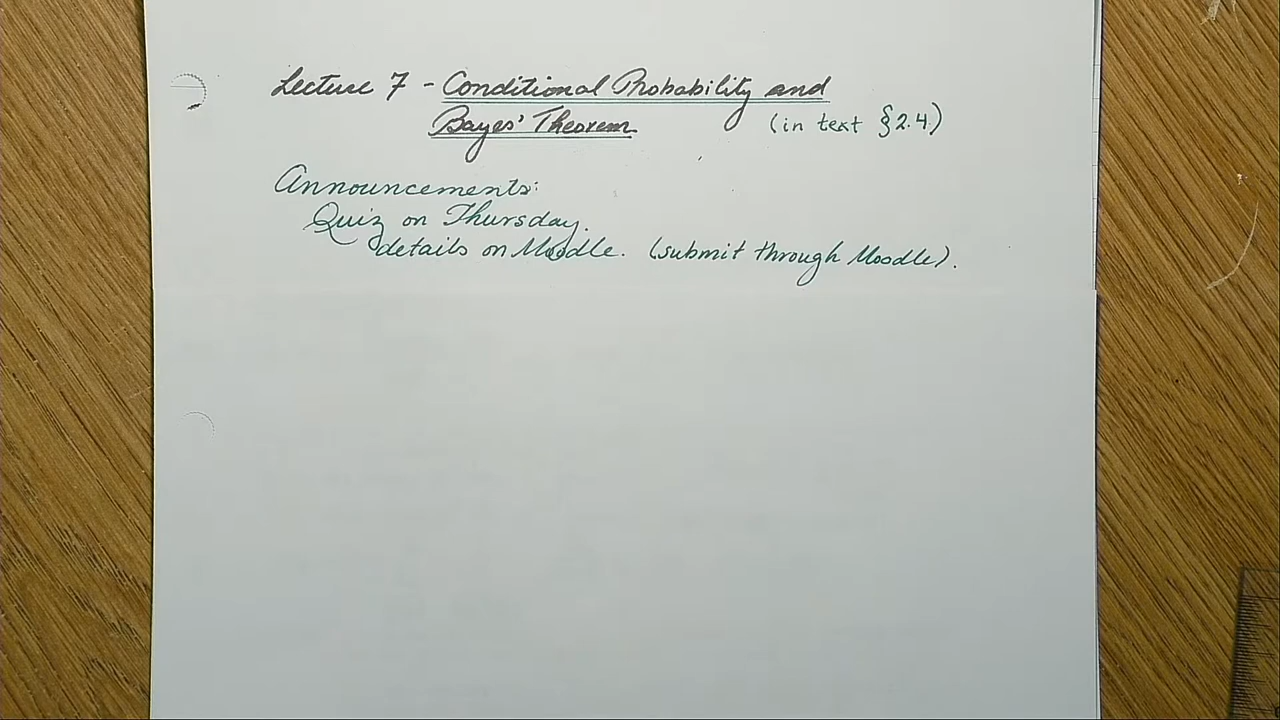 Lecture 7 - Conditional Probability and
Bayes' Theorem (in text §2.4)
Announcements:
Quiz on Thursday.
details on Moodle. (submit through Moodle).